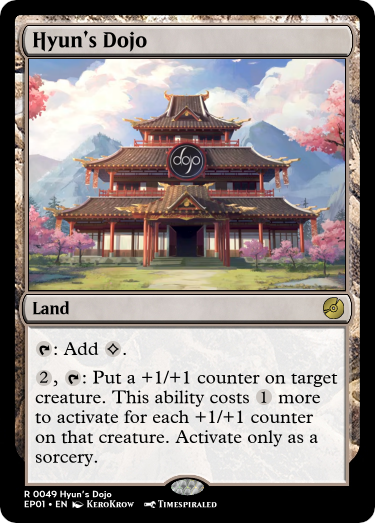 Hyun's Dojo
dojo
Land
: Add .
2, : Put a +1/+1 counter on target
creature. This ability costs 1 more
to activate for each +1/+1 counter
on that creature. Activate only as a
sorcery.
R 0049 Hyun's Dojo
EP01 • EN KeroKrow Timespiraled